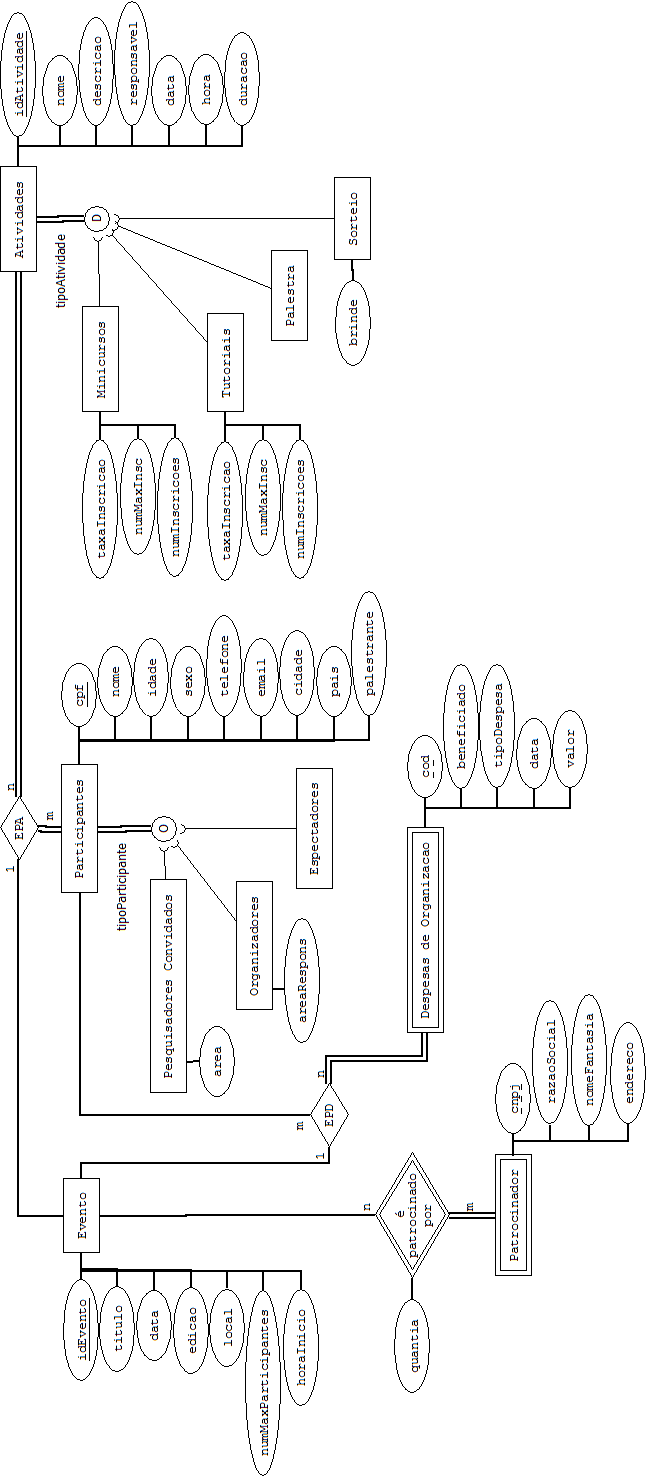 idEvento
titulo
data
edicao
local
numMaxParticipantes
horaInicio
Evento
1
EPA
n
m
Atividades
idAtividade
nome
descricao
responsavel
data
hora
duracao
tipoAtividade
D
Minicursos
taxaInscricao
numMaxInsc
numInscricoes
Tutoriais
taxaInscricao
numMaxInsc
numInscricoes
Palestra
Sorteio
brinde
Participantes
cpf
nome
idade
sexo
telefone
email
cidade
pais
palestrante
tipoParticipante
O
Pesquisadores Convidados
area
Organizadores
areaRespons
Espectadores
1
EPD
m
n
Despesas de Organizacao
cod
beneficiado
tipoDespesa
data
valor
n
é
patrocinado
por
m
quantia
Patrocinador
cnpj
razaoSocial
nomeFantasia
endereco